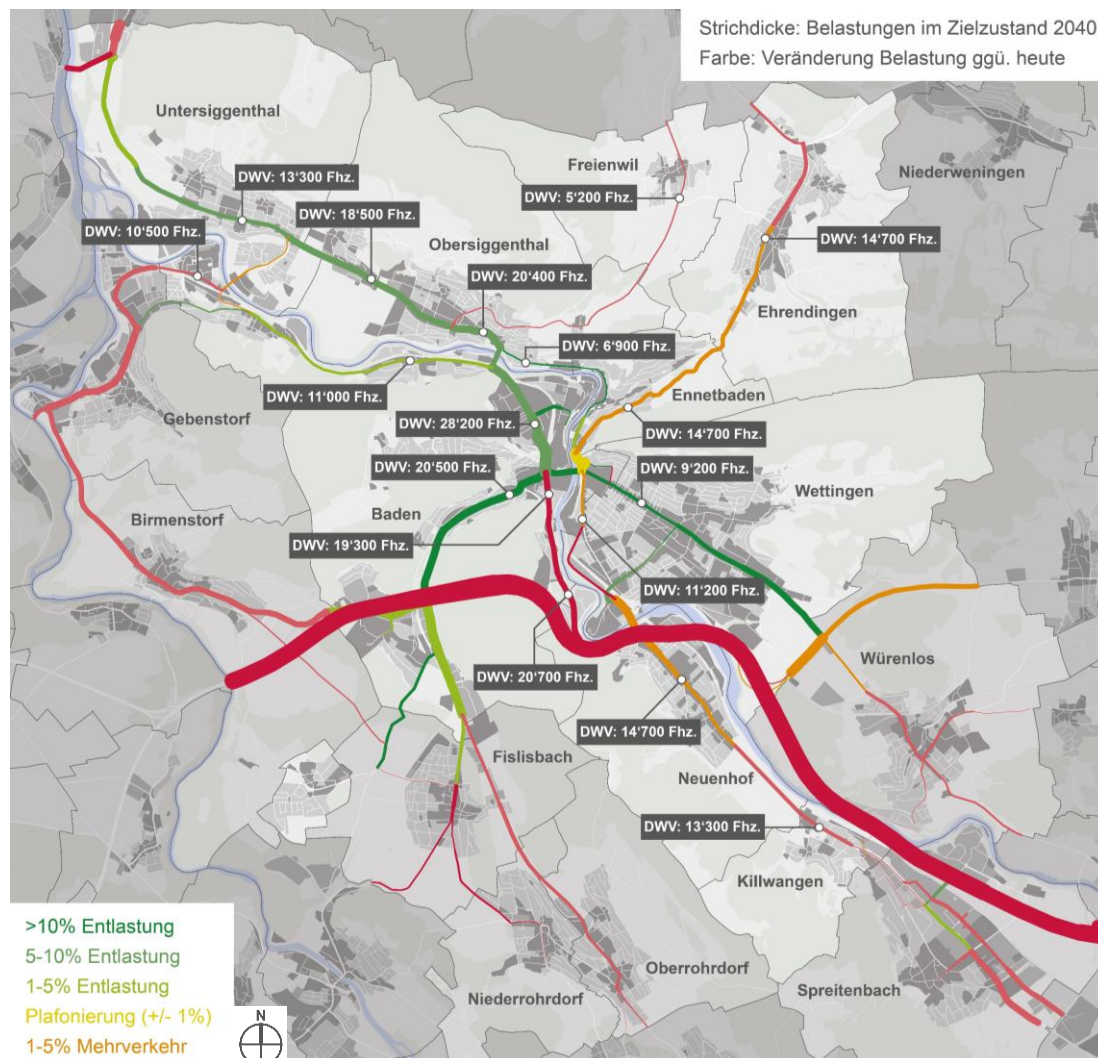 Strichdicke: Belastungen im Zielzustand 2040
Farbe: Veränderung Belastung ggü. heute
Untersiggenthal
Freienwil
Niederweningen
DWV: 13'300 Fhz.
DWV: 5'200 Fhz.
DWV: 18'500 Fhz.
DWV: 10'500 Fhz.
DWV: 14'700 Fhz.
Obersiggenthal
DWV: 20'400 Fhz.
Ehrendingen
DWV: 6'900 Fhz.
Ennetbaden
DWV: 11'000 Fhz.
Gebenstorf
DWV: 28'200 Fhz.
DWV: 14'700 Fhz.
DWV: 20'500 Fhz.
DWV: 9'200 Fhz.
Wettingen
Baden
Birmenstorf
DWV: 19'300 Fhz.
DWV: 11'200 Fhz.
Würenlos
DWV: 20'700 Fhz.
DWV: 14'700 Fhz.
Fislisbach
Neuenhof
DWV: 13'300 Fhz.
Killwangen
Oberrohrdorf
Spreitenbach
Niederrohrdorf
>10% Entlastung
5-10% Entlastung
1-5% Entlastung
Plafonierung (+/- 1%)
1-5% Mehrverkehr
N